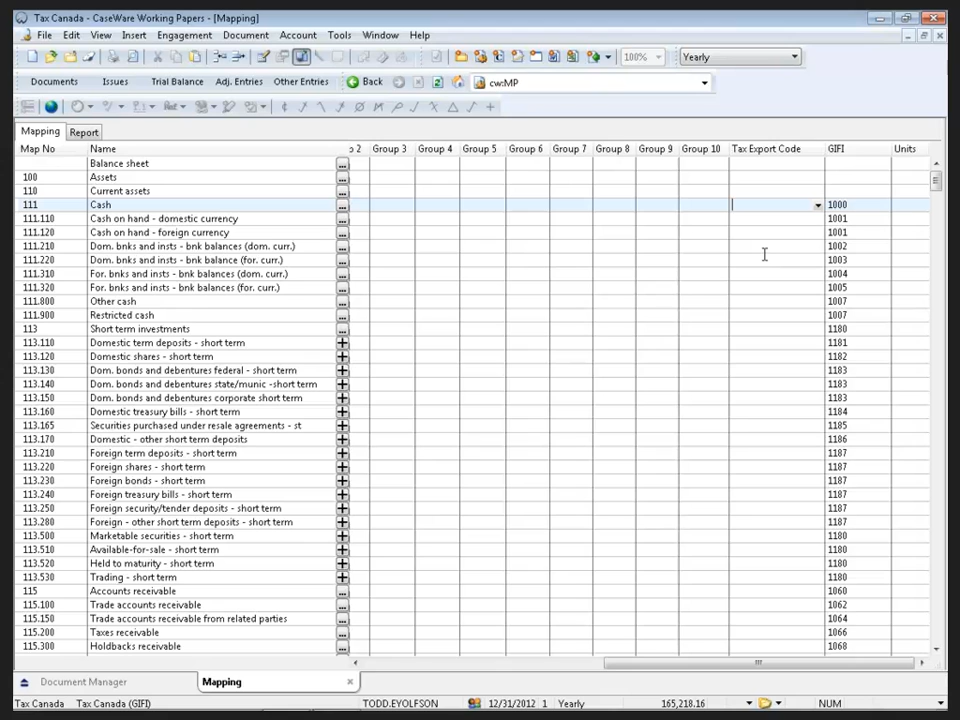 Tax Canada - CaseWare Working Papers - [Mapping]
File Edit View Insert Engagement Document Account Tools Window Help
100% Yearly
Documents Issues Trial Balance Adj. Entries Other Entries Back cw:MP
Mapping Report
Map No Name p 2 Group 3 Group 4 Group 5 Group 6 Group 7 Group 8 Group 9 Group 10 Tax Export Code GIFI Units
Balance sheet ...
100 Assets ...
110 Current assets ...
111 Cash ... 1000
111.110 Cash on hand - domestic currency ... 1001
111.120 Cash on hand - foreign currency ... 1001
111.210 Dom. bnks and insts - bnk balances (dom. curr.) ... 1002
111.220 Dom. bnks and insts - bnk balance (for. curr.) ... 1003
111.310 For. bnks and insts - bnk balances (dom. curr.) ... 1004
111.320 For. bnks and insts - bnk balances (for. curr.) ... 1005
111.800 Other cash ... 1007
111.900 Restricted cash ... 1007
113 Short term investments ... 1180
113.110 Domestic term deposits - short term + 1181
113.120 Domestic shares - short term + 1182
113.130 Dom. bonds and debentures federal - short term + 1183
113.140 Dom. bonds and debentures state/munic -short term + 1183
113.150 Dom. bonds and debentures corporate short term + 1183
113.160 Domestic treasury bills - short term + 1184
113.165 Securities purchased under resale agreements - st + 1185
113.170 Domestic - other short term deposits + 1186
113.210 Foreign term deposits - short term + 1187
113.220 Foreign shares - short term + 1187
113.230 Foreign bonds - short term + 1187
113.240 Foreign treasury bills - short term + 1187
113.250 Foreign security/tender deposits - short term + 1187
113.280 Foreign - other short term deposits - short term + 1187
113.500 Marketable securities - short term + 1180
113.510 Available-for-sale - short term + 1180
113.520 Held to maturity - short term + 1180
113.530 Trading - short term + 1180
115 Accounts receivable ... 1060
115.100 Trade accounts receivable ... 1062
115.150 Trade accounts receivable from related parties ... 1064
115.200 Taxes receivable ... 1066
115.300 Holdbacks receivable ... 1068
Document Manager Mapping
Tax Canada Tax Canada (GIFI) TODD.EYOLFSON 12/31/2012 1 Yearly 165,218.16 NUM